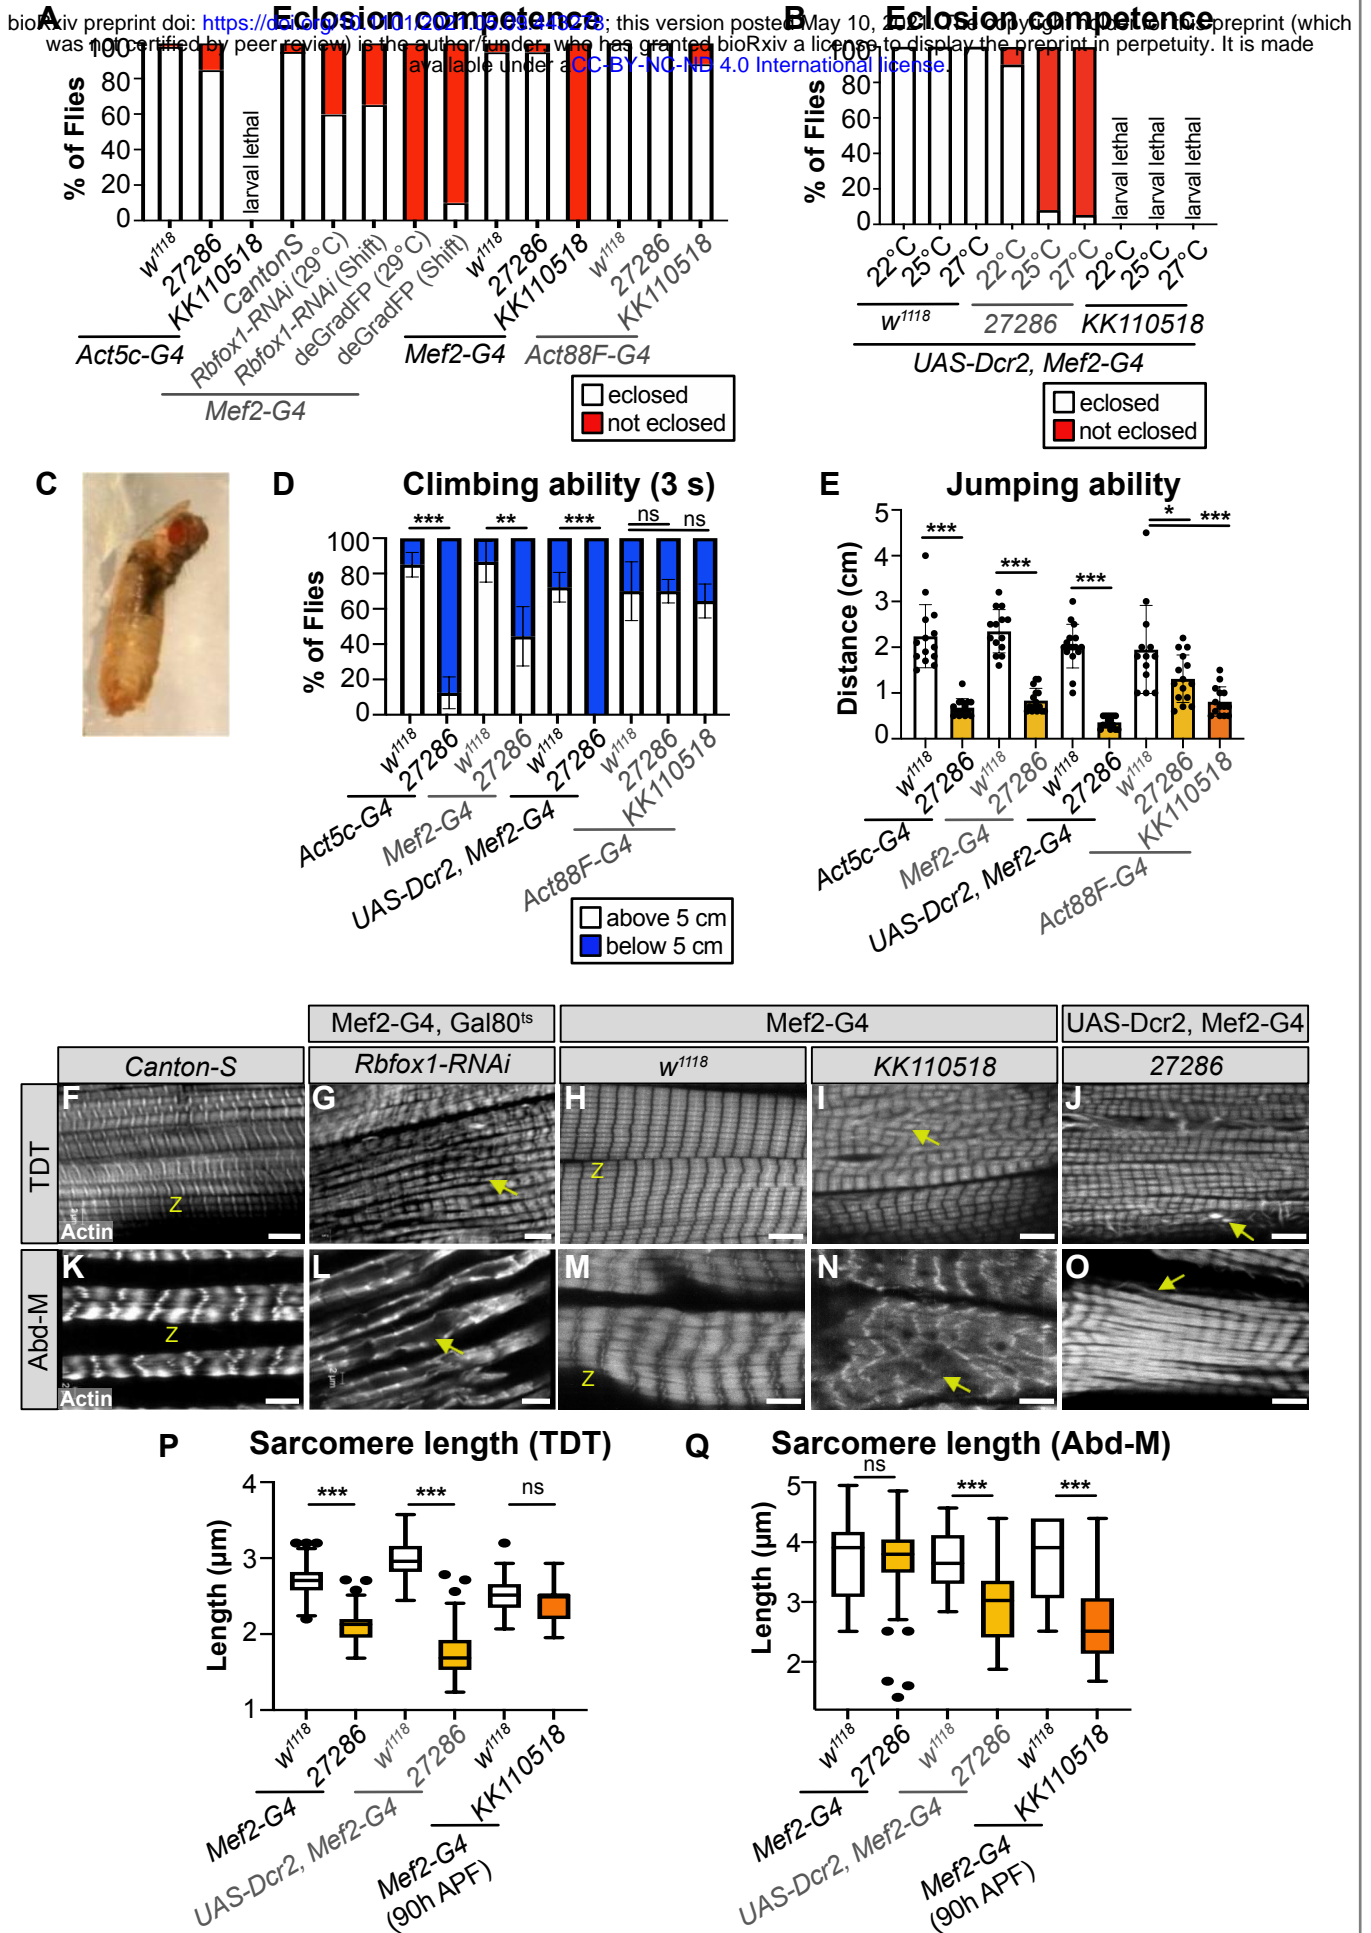 bioRxiv preprint doi: https://doi.org/10.1101/2021.05.09.443278; this version posted May 10, 2021. The copyright holder for this preprint (which
was not certified by peer review) is the author/funder, who has granted bioRxiv a license to display the preprint in perpetuity. It is made
available under aCC-BY-NC-ND 4.0 International license.
A Eclosion competence
% of Flies
100
80
60
40
20
0
larval lethal
w1118
27286
KK110518
CantonS
Rbfox1-RNAi (29°C)
Rbfox1-RNAi (Shift)
deGradFP (29°C)
deGradFP (Shift)
w1118
27286
KK110518
w1118
27286
KK110518
Act5c-G4
Mef2-G4
Mef2-G4
Act88F-G4
eclosed
not eclosed
B Eclosion competence
% of Flies
100
80
60
40
20
0
larval lethal
larval lethal
larval lethal
22°C
25°C
27°C
22°C
25°C
27°C
22°C
25°C
27°C
w1118 27286 KK110518
UAS-Dcr2, Mef2-G4
eclosed
not eclosed
C
D Climbing ability (3 s)
% of Flies
100
80
60
40
20
0
*** ** *** ns ns
w1118
27286
w1118
27286
w1118
27286
w1118
27286
KK110518
Act5c-G4
Mef2-G4
UAS-Dcr2, Mef2-G4
Act88F-G4
above 5 cm
below 5 cm
E Jumping ability
Distance (cm)
5
4
3
2
1
0
*** *** *** * ***
w1118
27286
w1118
27286
w1118
27286
w1118
27286
KK110518
Act5c-G4
Mef2-G4
UAS-Dcr2, Mef2-G4
Act88F-G4
Mef2-G4, Gal80ts Mef2-G4 UAS-Dcr2, Mef2-G4
Canton-S Rbfox1-RNAi w1118 KK110518 27286
TDT
F G H I J
Z Z
Actin
Abd-M
K L M N O
Z Z
Actin
2 µm
P Sarcomere length (TDT)
Length (µm)
4
3
2
1
*** *** ns
w1118
27286
w1118
27286
w1118
KK110518
Mef2-G4
UAS-Dcr2, Mef2-G4
Mef2-G4
(90h APF)
Q Sarcomere length (Abd-M)
Length (µm)
5
4
3
2
ns *** ***
w1118
27286
w1118
27286
w1118
KK110518
Mef2-G4
UAS-Dcr2, Mef2-G4
Mef2-G4
(90h APF)